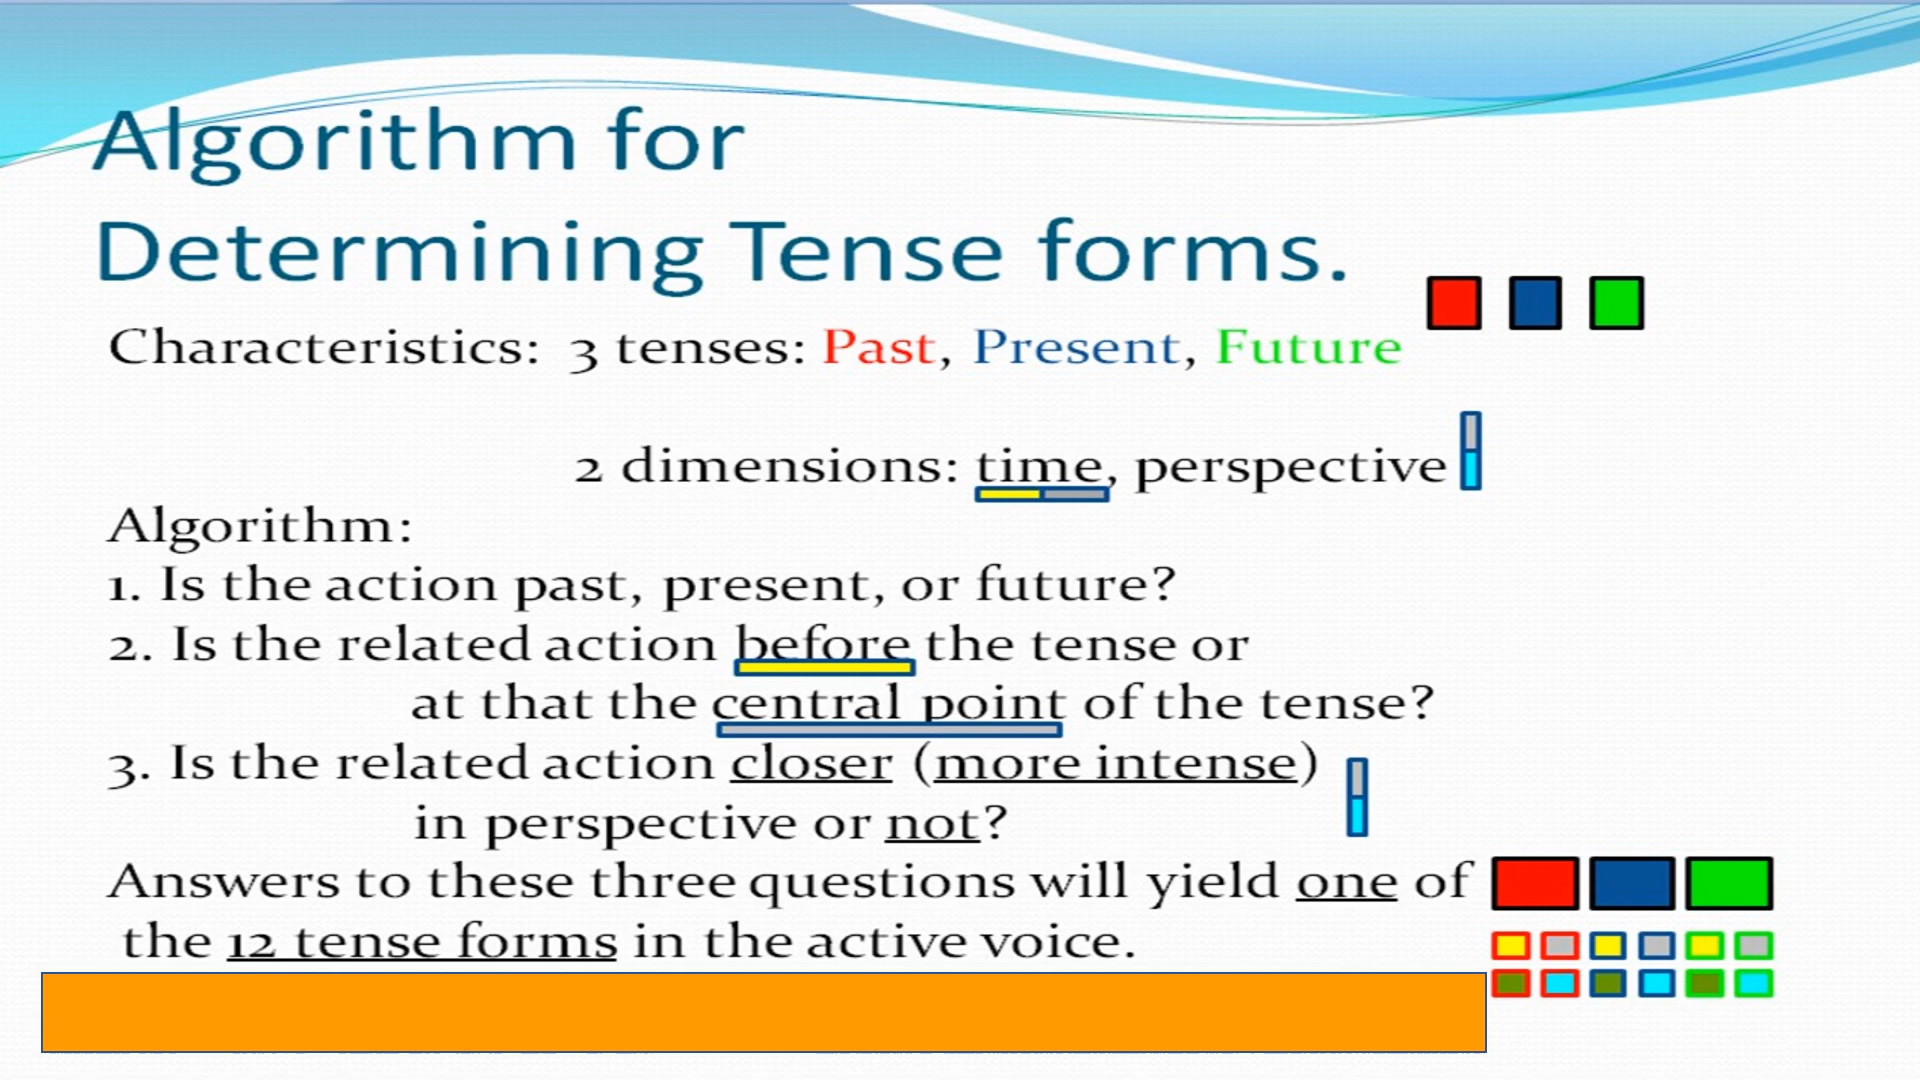 Algorithm for
Determining Tense forms.
Characteristics: 3 tenses: Past, Present, Future
2 dimensions: time, perspective
Algorithm:
1. Is the action past, present, or future?
2. Is the related action before the tense or
at that the central point of the tense?
3. Is the related action closer (more intense)
in perspective or not?
Answers to these three questions will yield one of
the 12 tense forms in the active voice.